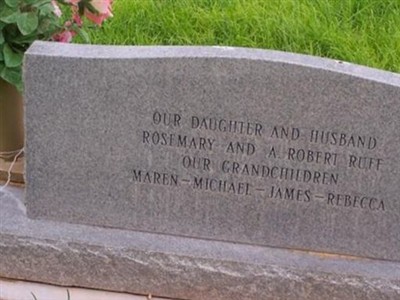 OUR DAUGHTER AND HUSBAND
ROSEMARY AND A. ROBERT RUFF
OUR GRANDCHILDREN
MAREN-MICHAEL-JAMES-REBECCA